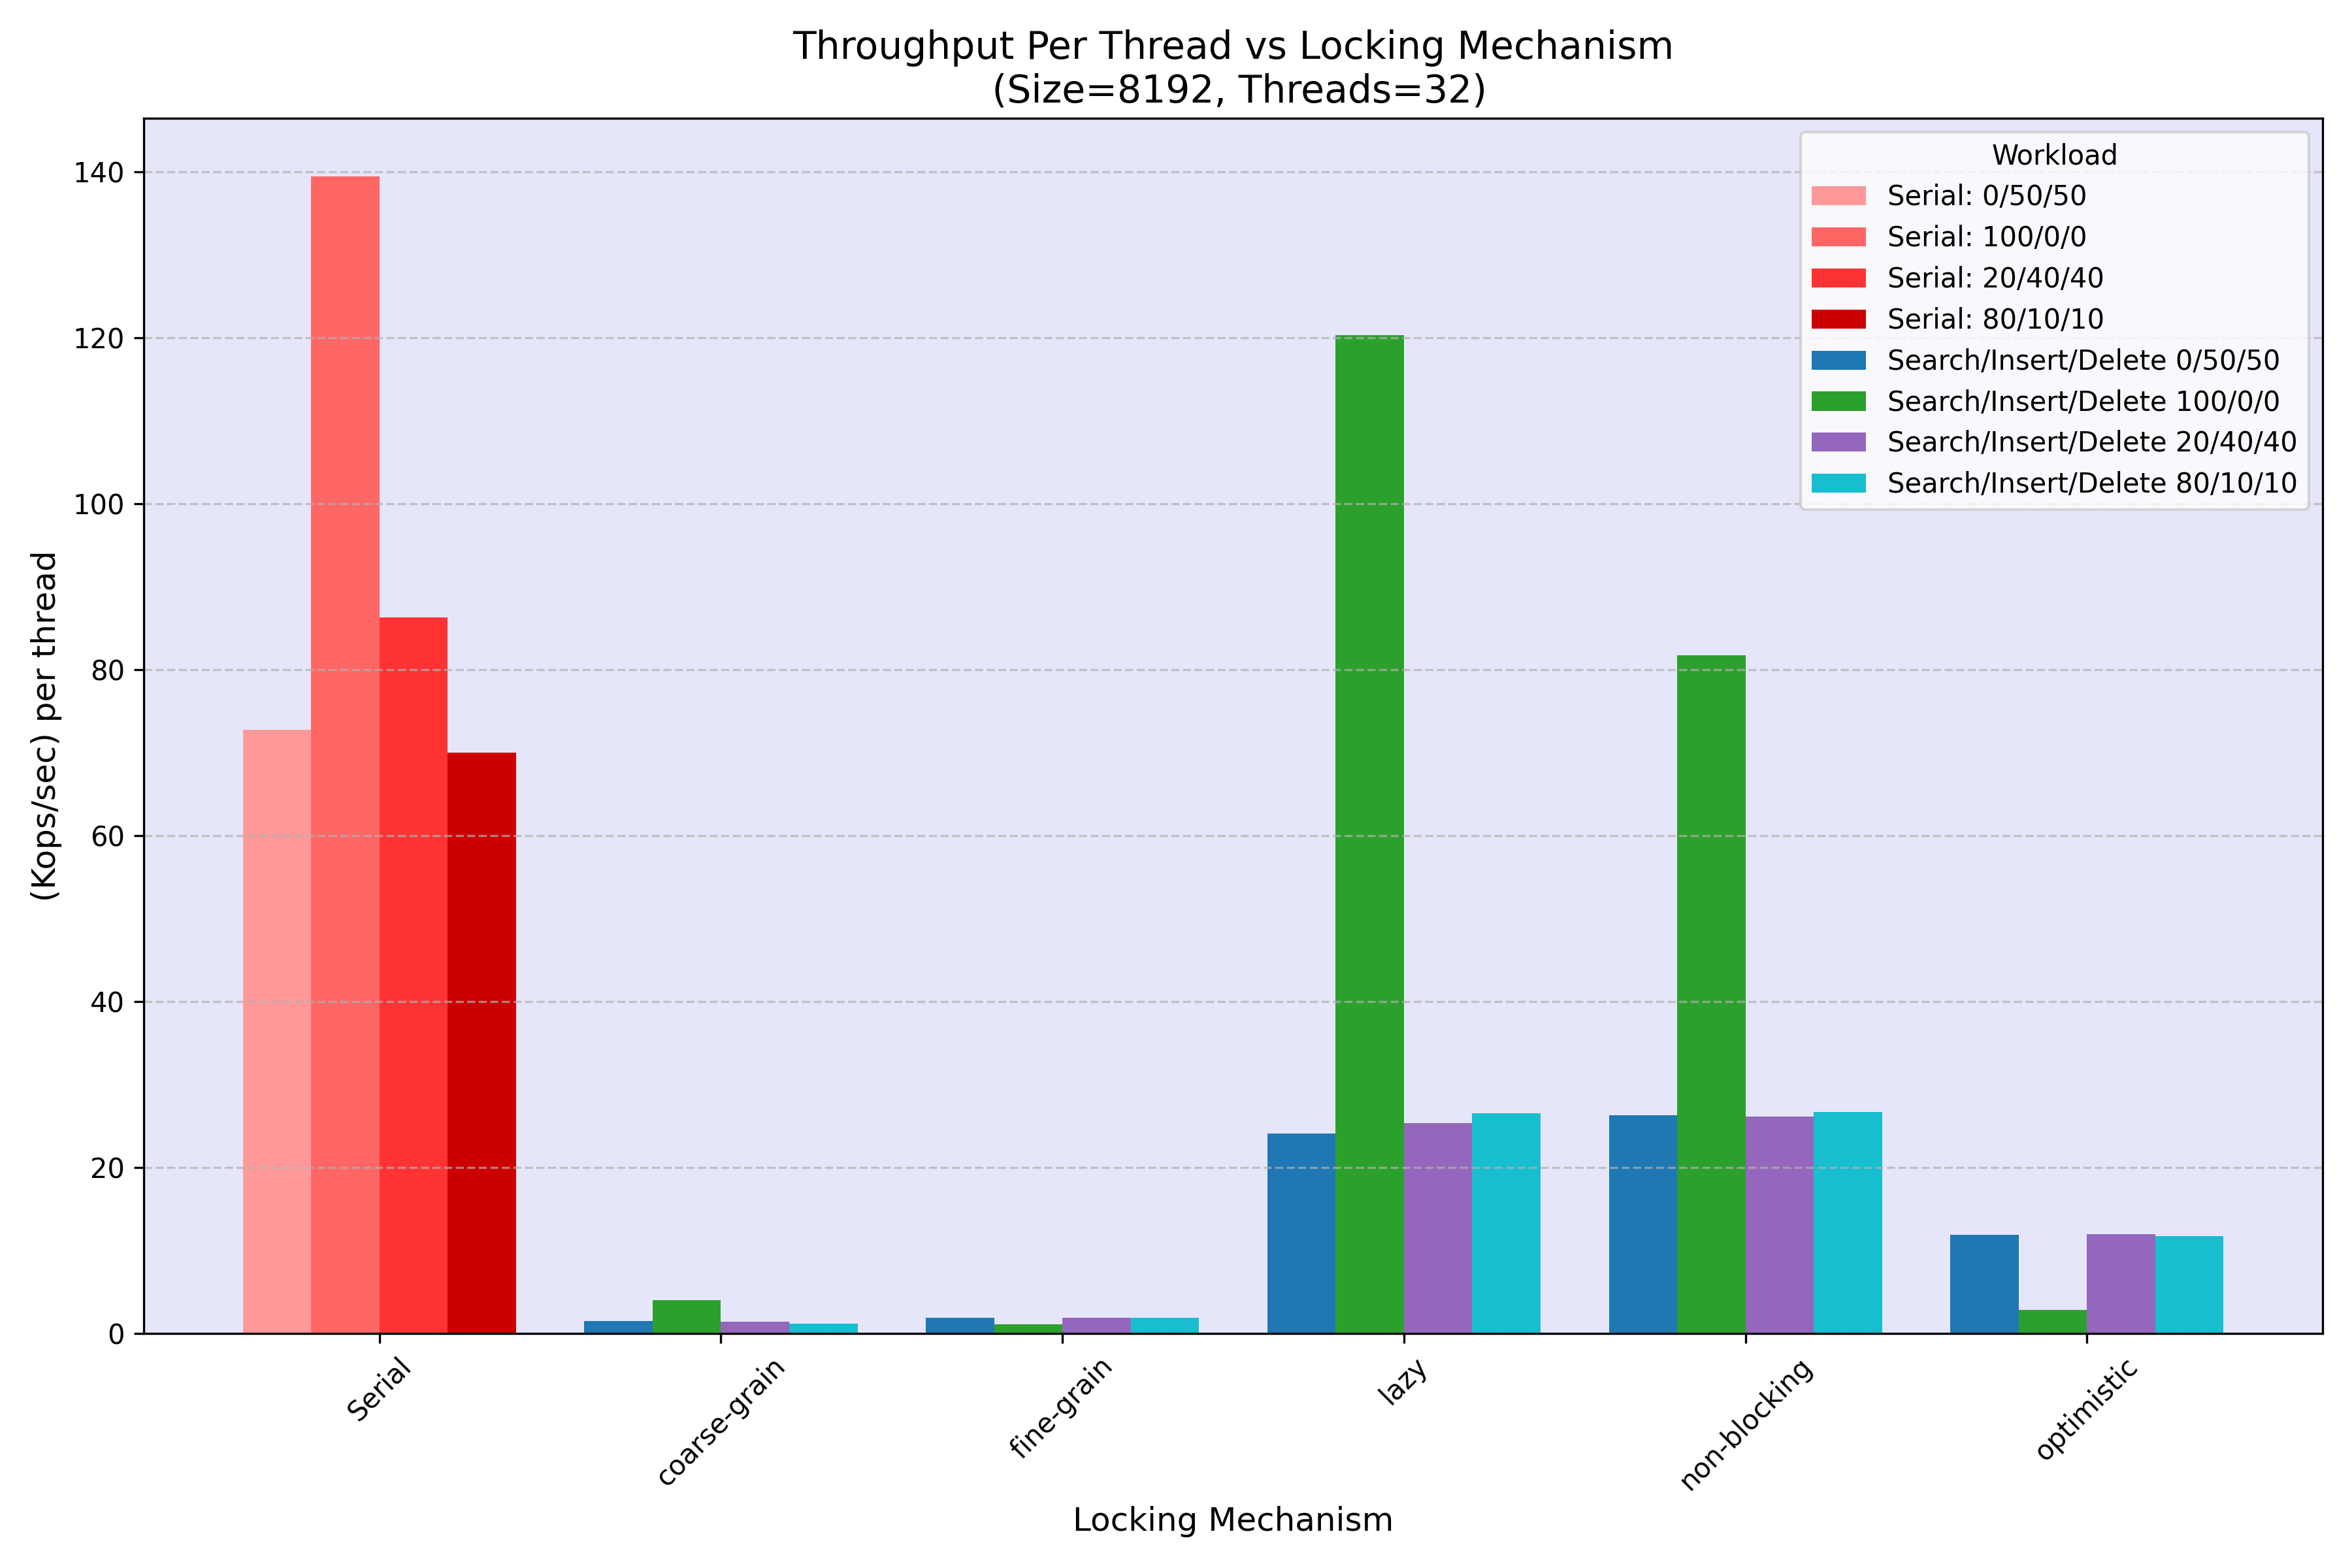 Throughput Per Thread vs Locking Mechanism
(Size=8192, Threads=32)
(Kops/sec) per thread
140
120
100
80
60
40
20
0
Workload
Serial: 0/50/50
Serial: 100/0/0
Serial: 20/40/40
Serial: 80/10/10
Search/Insert/Delete 0/50/50
Search/Insert/Delete 100/0/0
Search/Insert/Delete 20/40/40
Search/Insert/Delete 80/10/10
Serial
coarse-grain
fine-grain
lazy
non-blocking
optimistic
Locking Mechanism